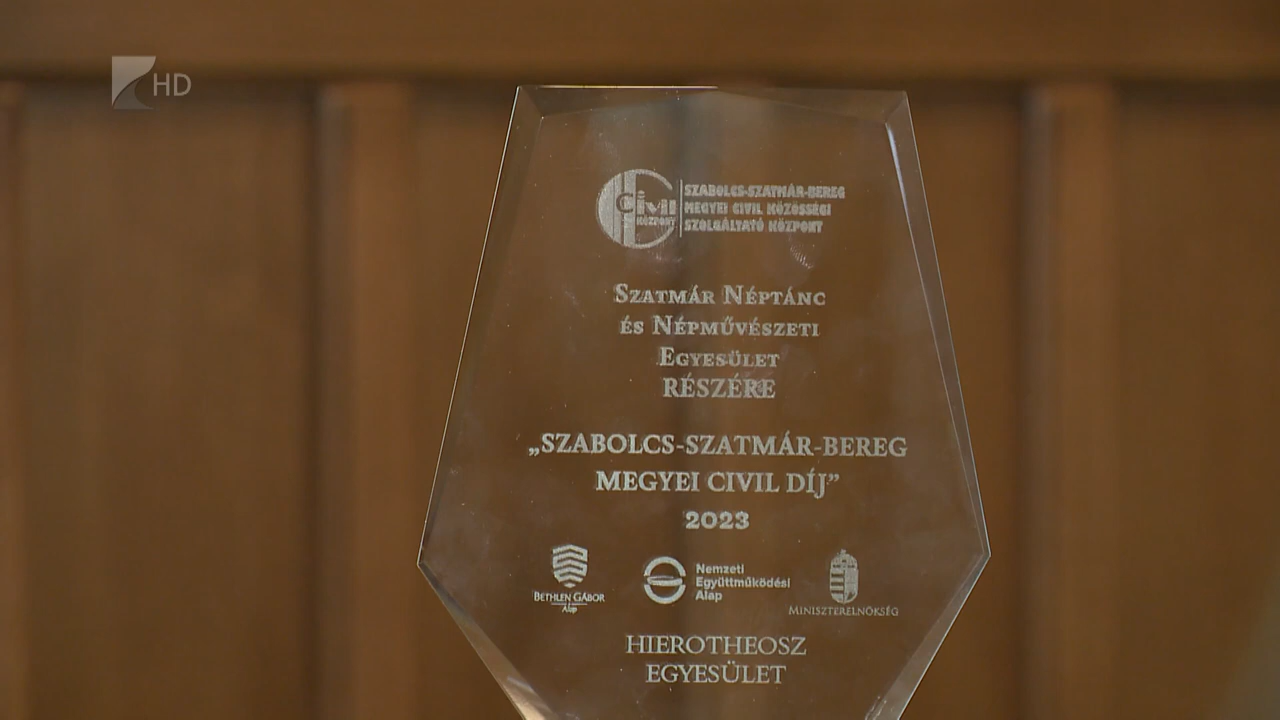 HD
CIVIL
KÖZPONT
SZABOLCS-SZATMÁR-BEREG
MEGYEI CIVIL KÖZÖSSÉGI
SZOLGÁLTATÓ KÖZPONT
SZATMÁR NÉPTÁNC
ÉS NÉPMŰVÉSZETI
EGYESÜLET
RÉSZÉRE
„SZABOLCS-SZATMÁR-BEREG
MEGYEI CIVIL DÍJ”
2023
BETHLEN GÁBOR
Alap
Nemzeti
Együttműködési
Alap
MINISZTERELNÖKSÉG
HIEROTHEOSZ
EGYESÜLET